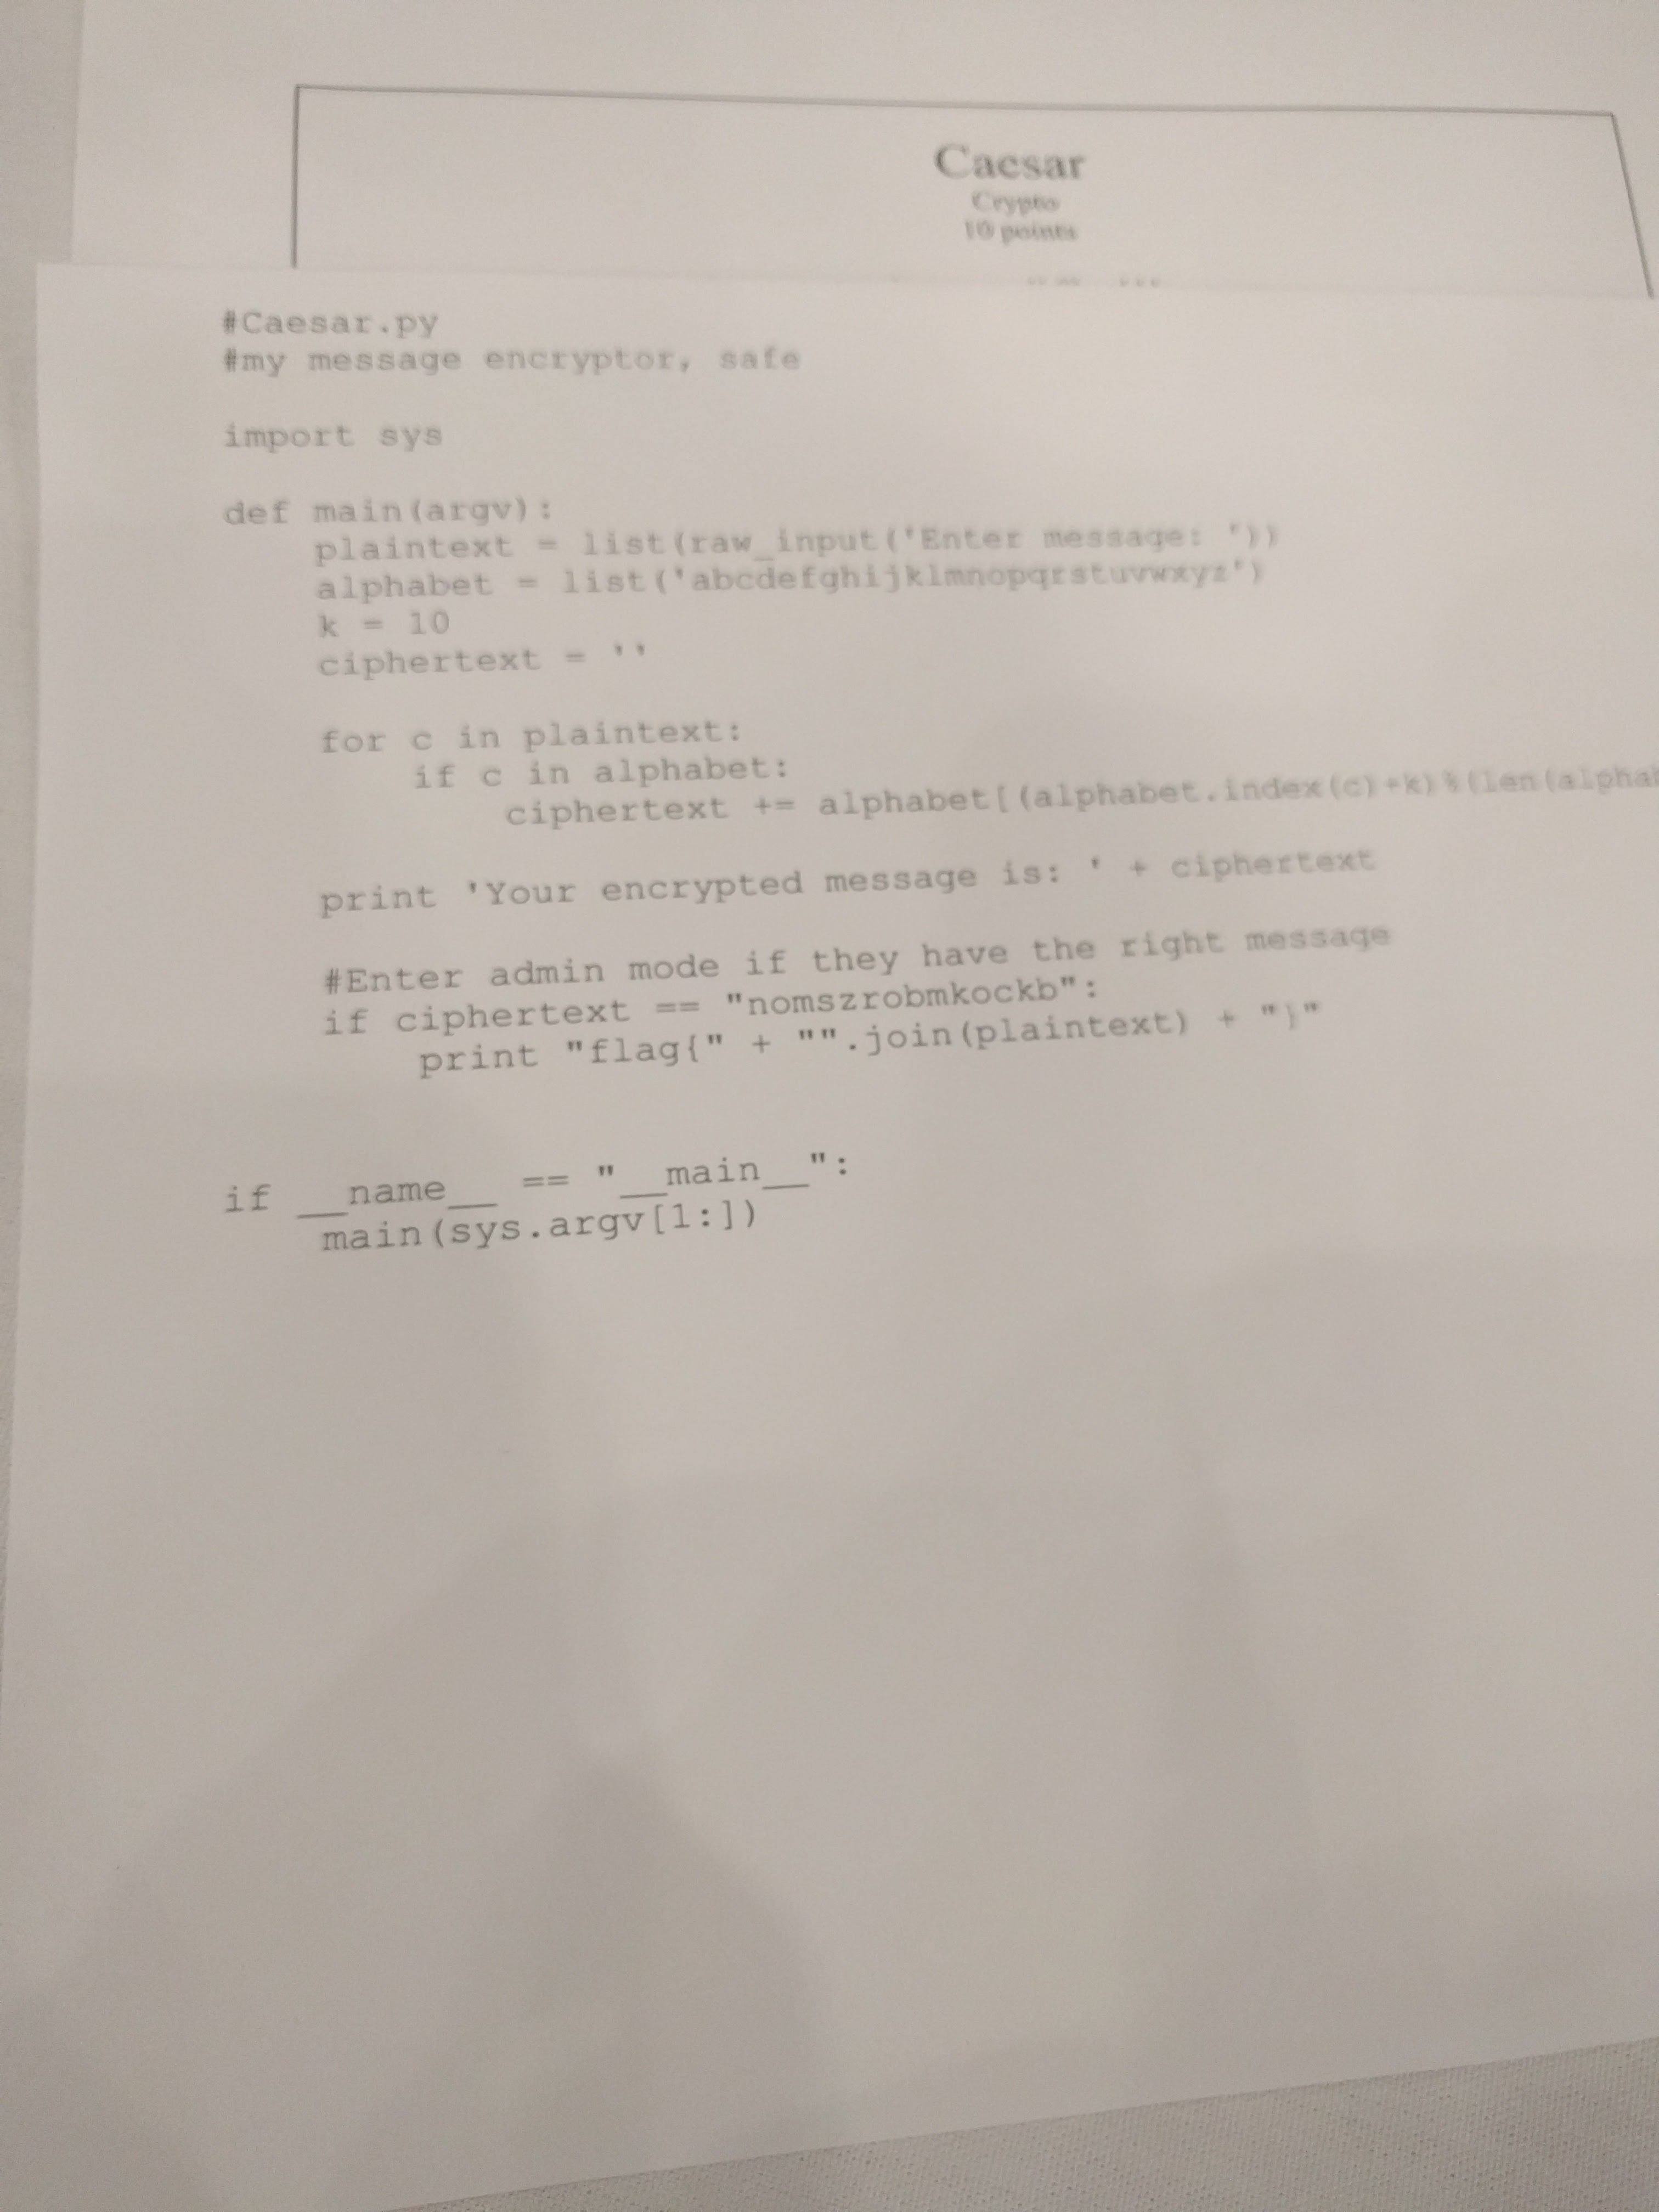 Caesar
Crypto
10 points
#Caesar.py
#my message encryptor, safe
import sys
def main(argv):
plaintext = list(raw_input('Enter message: '))
alphabet = list('abcdefghijklmnopqrstuvwxyz')
k = 10
ciphertext = ''
for c in plaintext:
if c in alphabet:
ciphertext += alphabet[(alphabet.index(c)+k)%(len(alphab
print 'Your encrypted message is: ' + ciphertext
#Enter admin mode if they have the right message
if ciphertext == "nomszrobmkockb":
print "flag{" + "".join(plaintext) + "}"
if __name__ == "__main__":
main(sys.argv[1:])